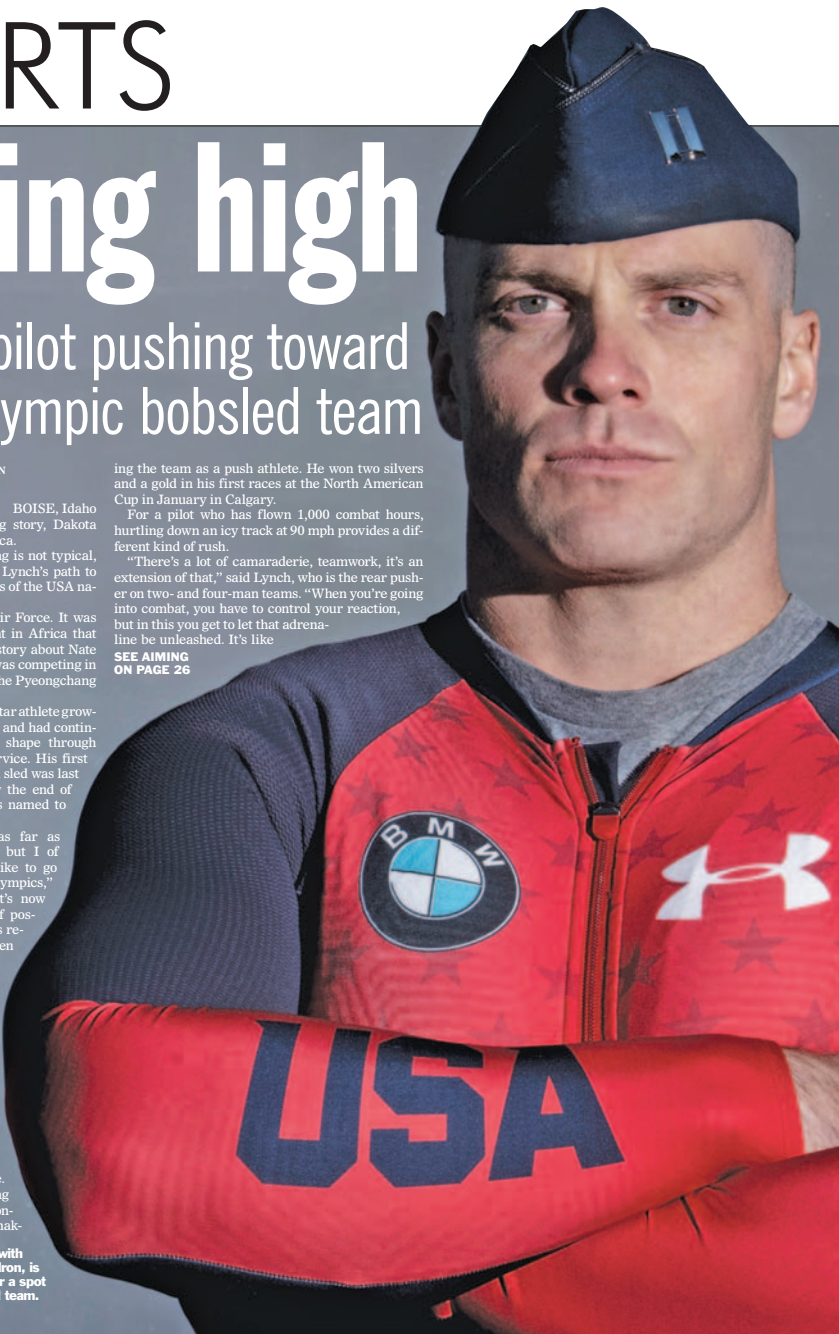 RTS
ing high
pilot pushing toward
ympic bobsled team
N
BOISE, Idaho
g story, Dakota
ca.
ng is not typical,
Lynch's path to
s of the USA na-
ir Force. It was
nt in Africa that
story about Nate
was competing in
he Pyeongchang
tar athlete grow-
and had contin-
shape through
rvice. His first
sled was last
y the end of
s named to
as far as
but I of
ike to go
ympics,"
t's now
f pos-
s re-
en
e.
ng
on-
nak-
with
dron, is
r a spot
d team.
ing the team as a push athlete. He won two silvers
and a gold in his first races at the North American
Cup in January in Calgary.
For a pilot who has flown 1,000 combat hours,
hurtling down an icy track at 90 mph provides a dif-
ferent kind of rush.
"There's a lot of camaraderie, teamwork, it's an
extension of that," said Lynch, who is the rear push-
er on two- and four-man teams. "When you're going
into combat, you have to control your reaction,
but in this you get to let that adrena-
line be unleashed. It's like
SEE AIMING
ON PAGE 26
BMW
USA